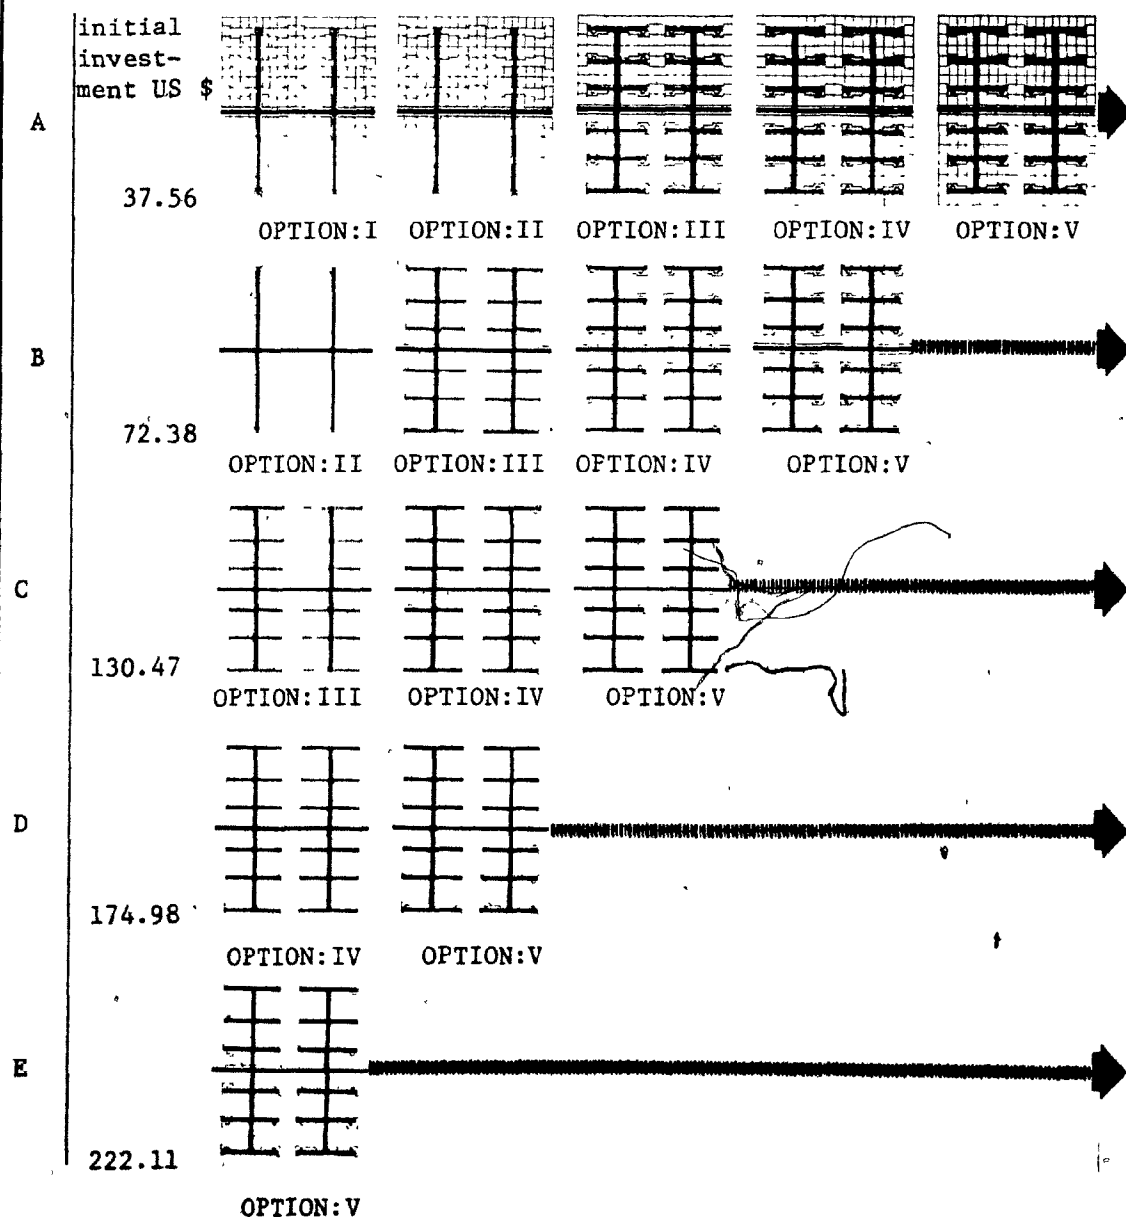 initial
invest-
ment US $
A
37.56
OPTION:I OPTION:II OPTION:III OPTION:IV OPTION:V
B
72.38
OPTION:II OPTION:III OPTION:IV OPTION:V
C
130.47
OPTION:III OPTION:IV OPTION:V
D
174.98
OPTION:IV OPTION:V
E
222.11
OPTION:V